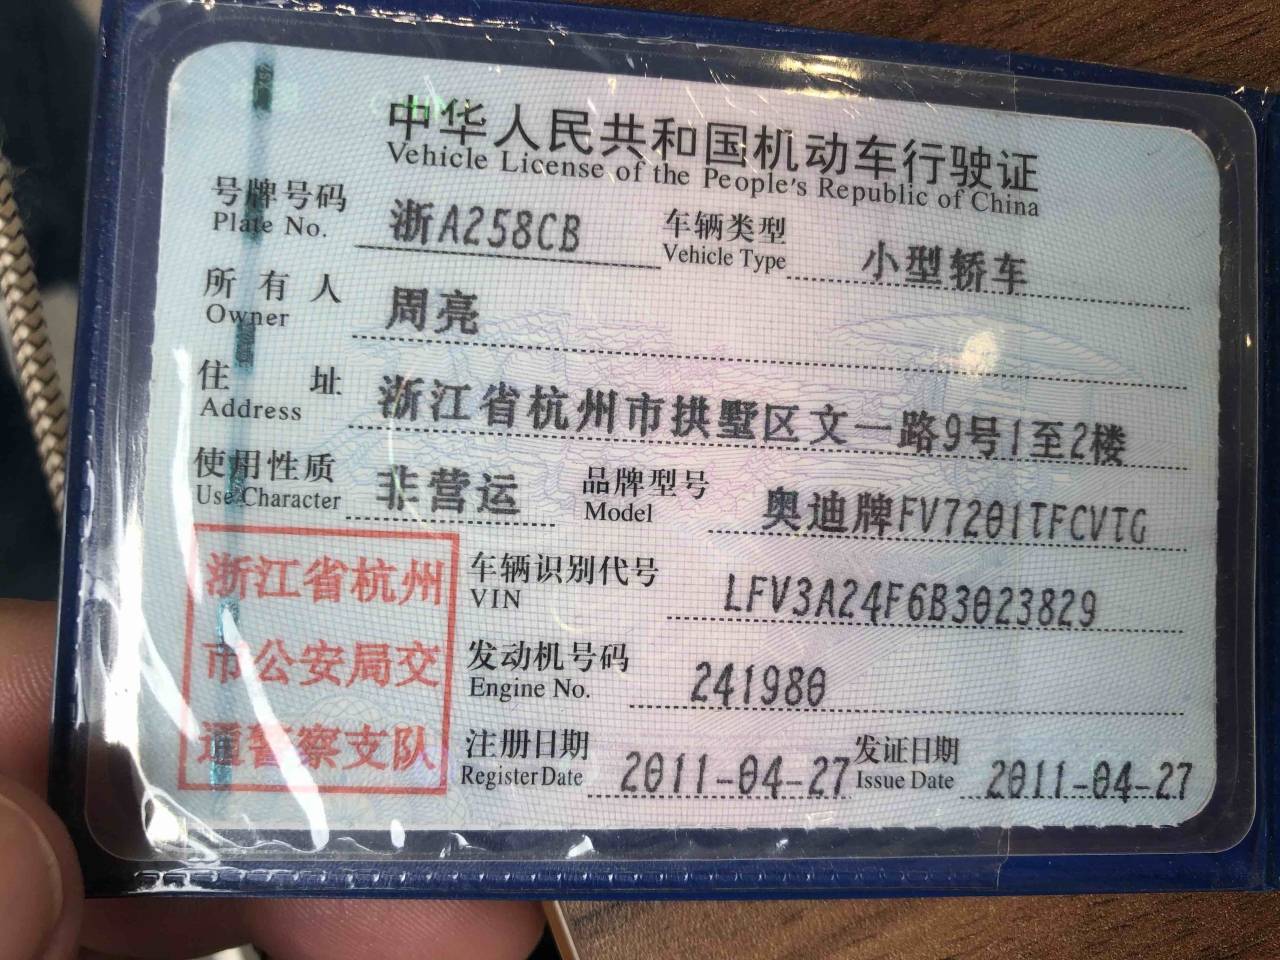 中华人民共和国机动车行驶证
Vehicle License of the People's Republic of China
号牌号码 浙A258CB 车辆类型 小型轿车
Plate No. Vehicle Type
所有人 周亮
Owner
住址 浙江省杭州市拱墅区文一路9号1至2楼
Address
使用性质 非营运 品牌型号 奥迪牌FV7201TFCVTG
Use Character Model
浙江省杭州
市公安局交
通警察支队
车辆识别代号 LFV3A24F6B3023829
VIN
发动机号码 241980
Engine No.
注册日期 2011-04-27 发证日期 2011-04-27
Register Date Issue Date